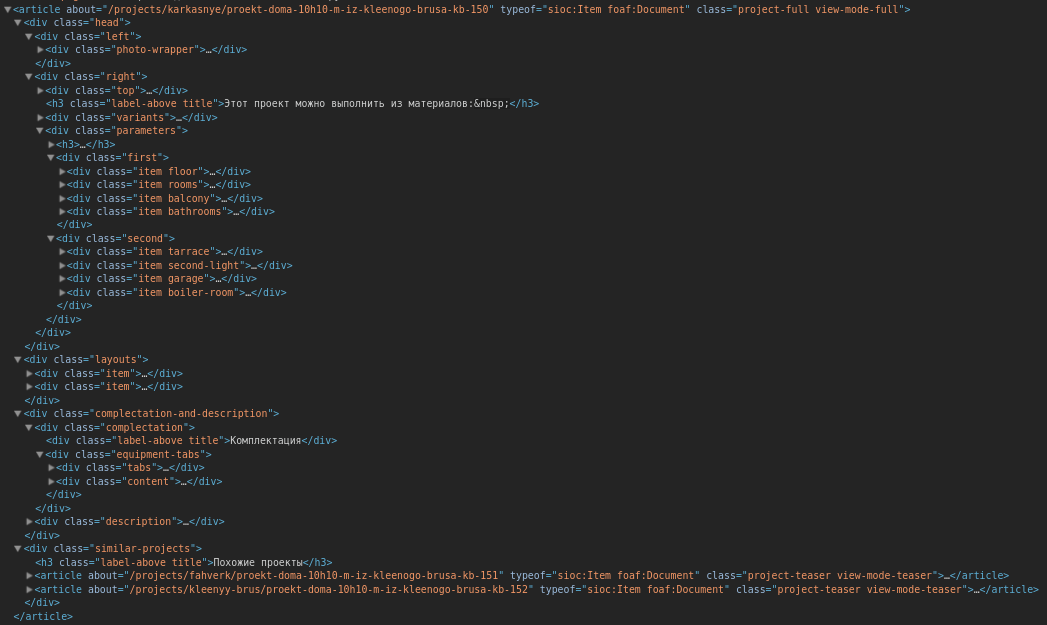 ▼<article about="/projects/karkasnye/proekt-doma-10h10-m-iz-kleenogo-brusa-kb-150" typeof="sioc:Item foaf:Document" class="project-full view-mode-full">
▼<div class="head">
▼<div class="left">
▶<div class="photo-wrapper">…</div>
</div>
▼<div class="right">
▶<div class="top">…</div>
<h3 class="label-above title">Этот проект можно выполнить из материалов:&nbsp;</h3>
▶<div class="variants">…</div>
▼<div class="parameters">
▶<h3>…</h3>
▼<div class="first">
▶<div class="item floor">…</div>
▶<div class="item rooms">…</div>
▶<div class="item balcony">…</div>
▶<div class="item bathrooms">…</div>
</div>
▼<div class="second">
▶<div class="item tarrace">…</div>
▶<div class="item second-light">…</div>
▶<div class="item garage">…</div>
▶<div class="item boiler-room">…</div>
</div>
</div>
</div>
</div>
▼<div class="layouts">
▶<div class="item">…</div>
▶<div class="item">…</div>
</div>
▼<div class="complectation-and-description">
▼<div class="complectation">
<div class="label-above title">Комплектация</div>
▼<div class="equipment-tabs">
▶<div class="tabs">…</div>
▶<div class="content">…</div>
</div>
</div>
▶<div class="description">…</div>
</div>
▼<div class="similar-projects">
<h3 class="label-above title">Похожие проекты</h3>
▶<article about="/projects/fahverk/proekt-doma-10h10-m-iz-kleenogo-brusa-kb-151" typeof="sioc:Item foaf:Document" class="project-teaser view-mode-teaser">…</article>
▶<article about="/projects/kleenyy-brus/proekt-doma-10h10-m-iz-kleenogo-brusa-kb-152" typeof="sioc:Item foaf:Document" class="project-teaser view-mode-teaser">…</article>
</div>
</article>